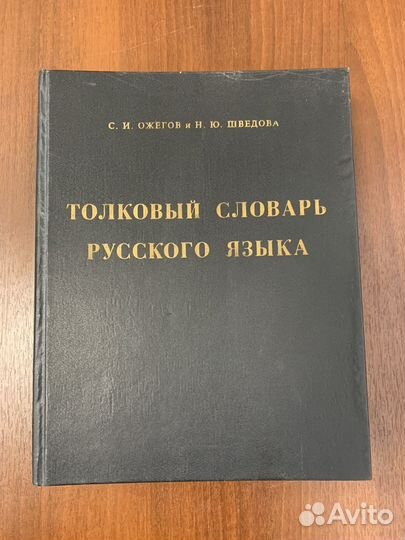 С. И. ОЖЕГОВ и Н. Ю. ШВЕДОВА
ТОЛКОВЫЙ СЛОВАРЬ
РУССКОГО ЯЗЫКА
Avito